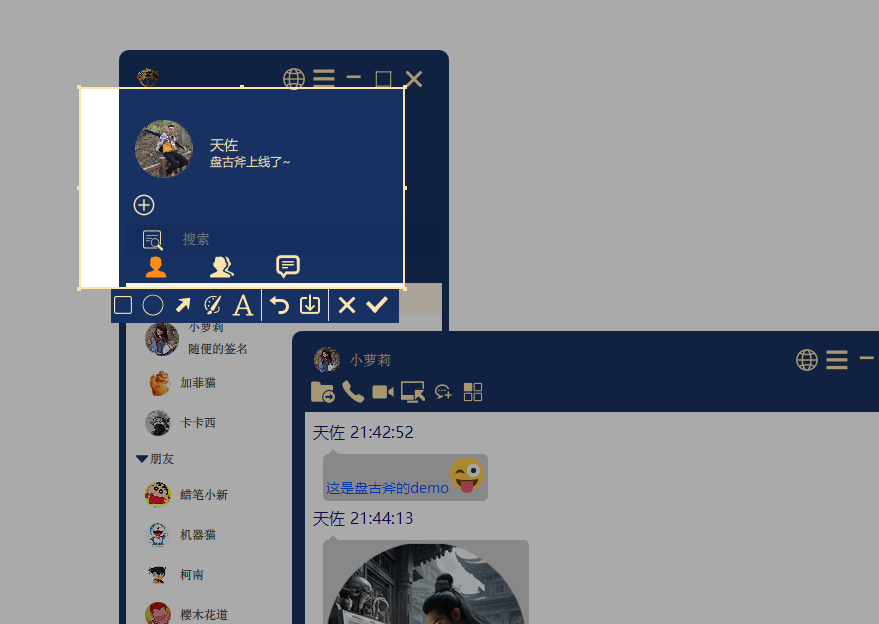 天佐
盘古斧上线了~
搜索
A
小萝莉
随便的签名
加菲猫
卡卡西
朋友
蜡笔小新
机器猫
柯南
樱木花道
小萝莉
天佐 21:42:52
这是盘古斧的demo
天佐 21:44:13